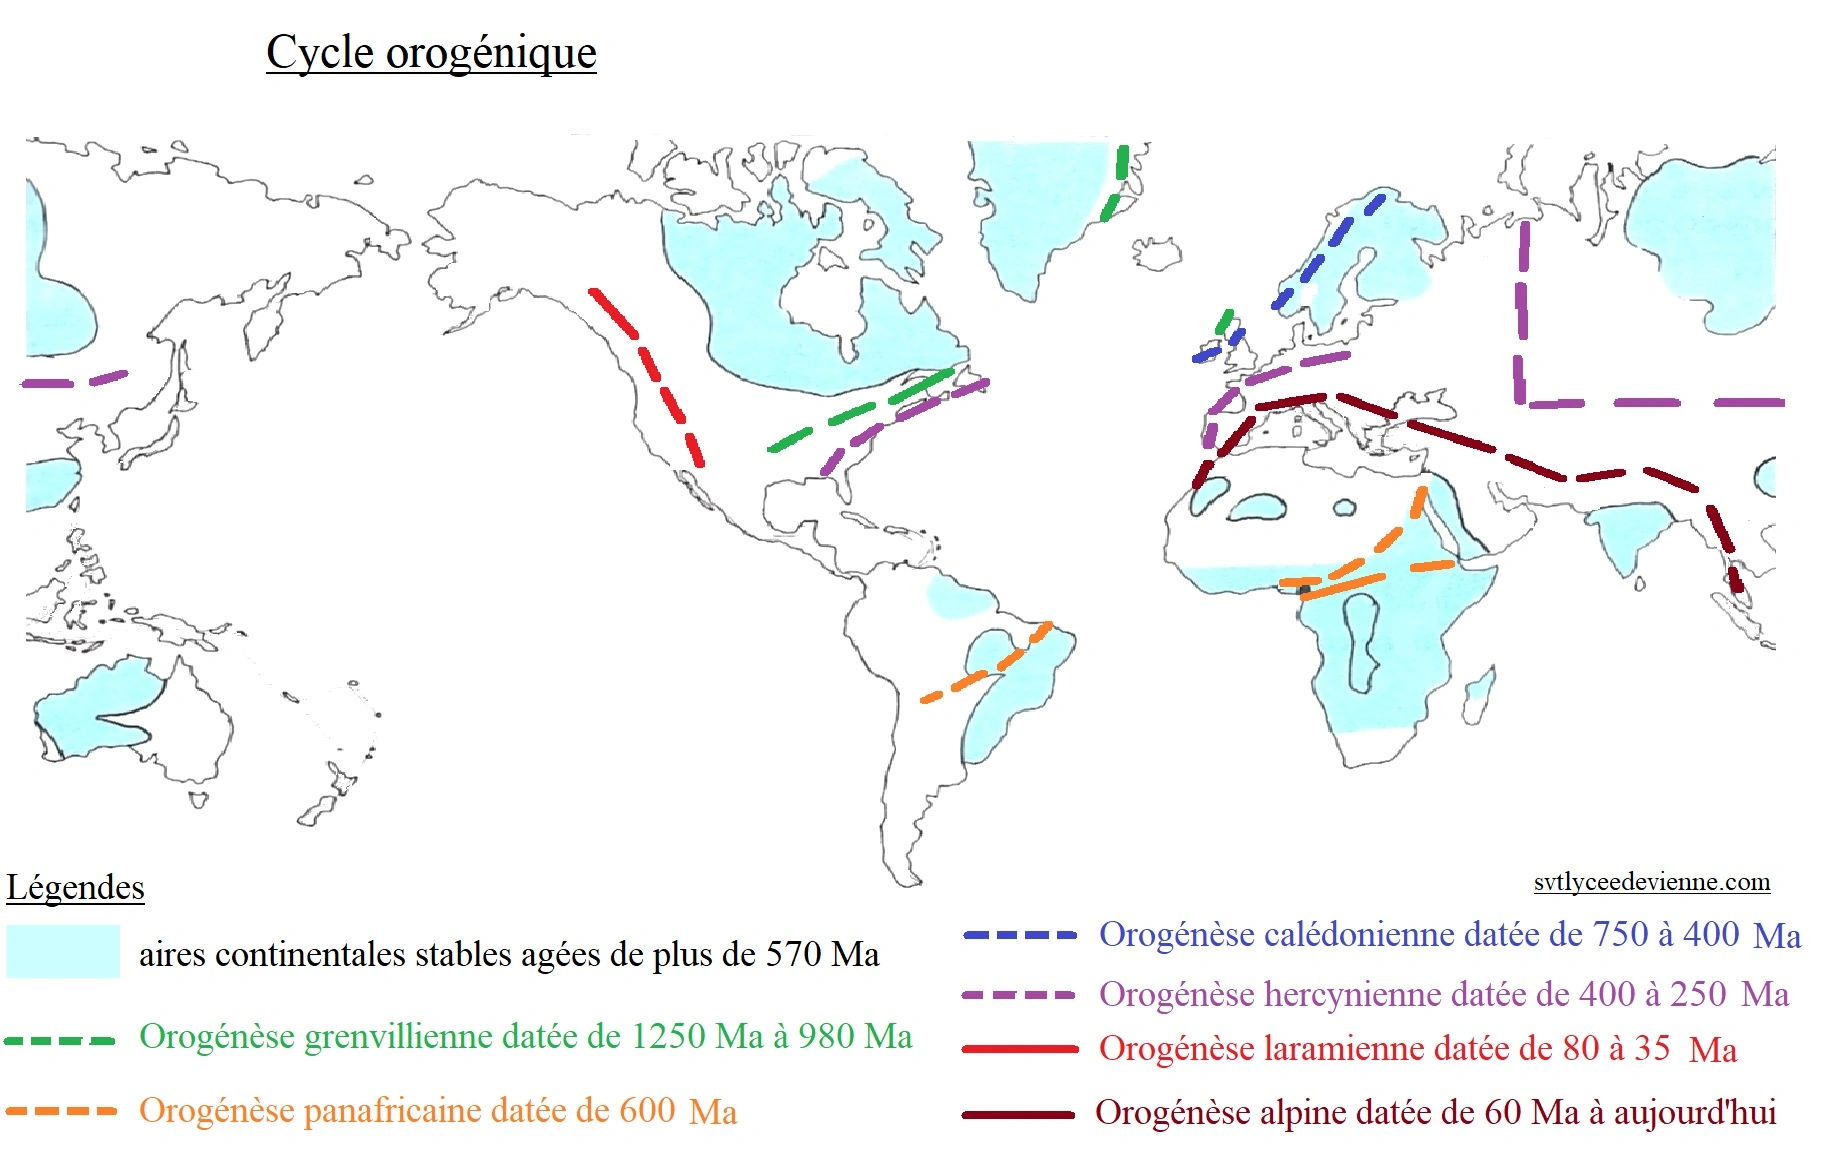 Cycle orogénique
Légendes
svtlyceedevienne.com
aires continentales stables agées de plus de 570 Ma
Orogénèse grenvillienne datée de 1250 Ma à 980 Ma
Orogénèse panafricaine datée de 600 Ma
Orogénèse calédonienne datée de 750 à 400 Ma
Orogénèse hercynienne datée de 400 à 250 Ma
Orogénèse laramienne datée de 80 à 35 Ma
Orogénèse alpine datée de 60 Ma à aujourd'hui